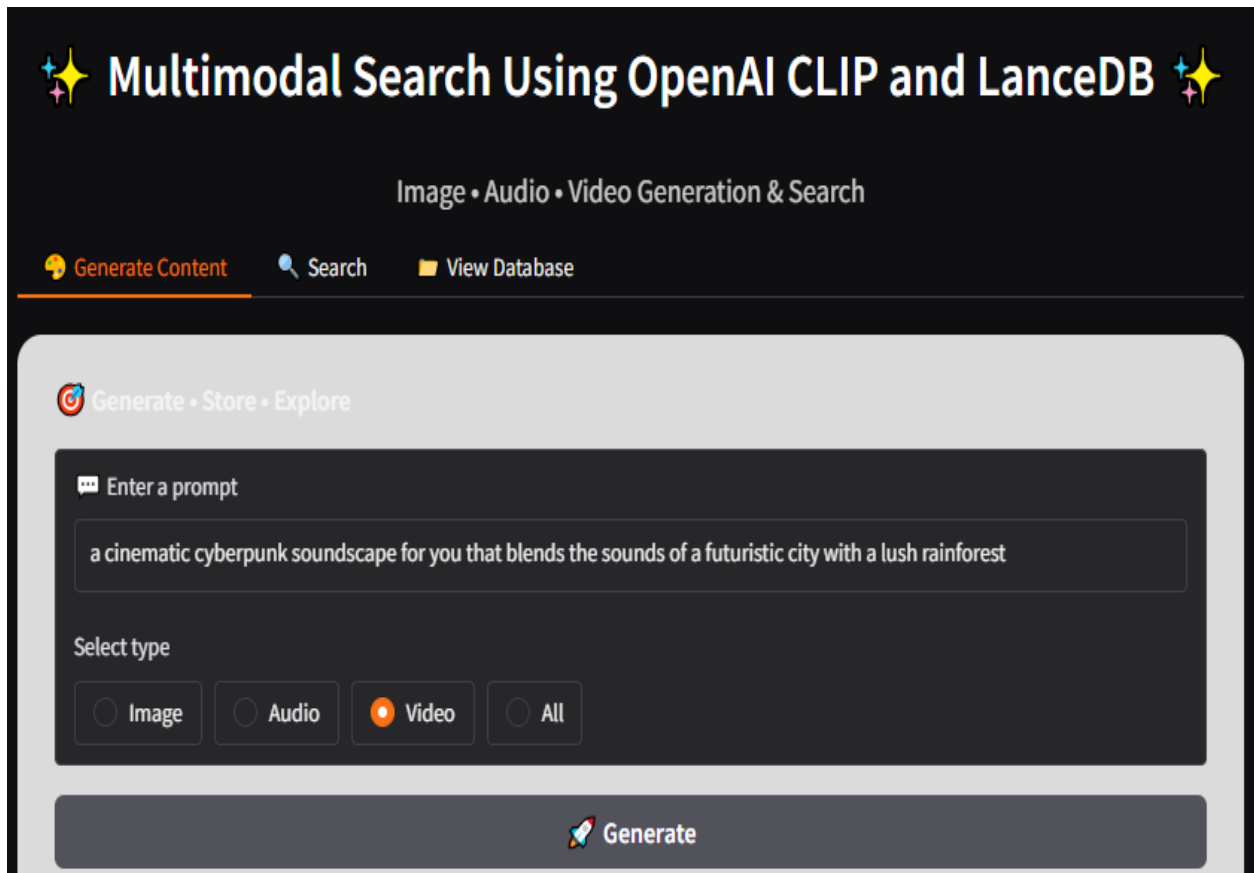 ✨ Multimodal Search Using OpenAI CLIP and LanceDB ✨
Image • Audio • Video Generation & Search
🎨 Generate Content 🔍 Search 📁 View Database
🎯 Generate • Store • Explore
💬 Enter a prompt
a cinematic cyberpunk soundscape for you that blends the sounds of a futuristic city with a lush rainforest
Select type
Image Audio Video All
🚀 Generate